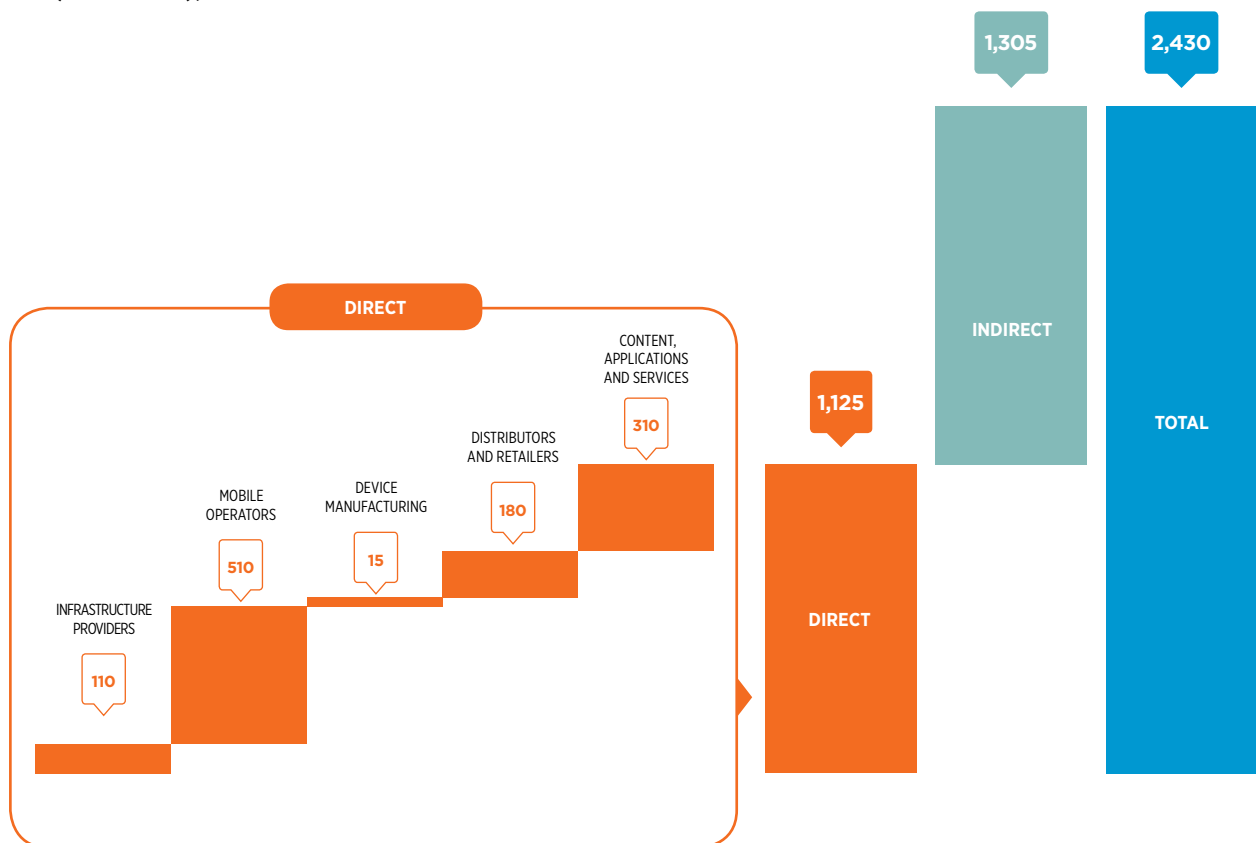 1,305
2,430
DIRECT
INDIRECT
CONTENT,
APPLICATIONS
AND SERVICES
310
1,125
TOTAL
DISTRIBUTORS
AND RETAILERS
180
DEVICE
MANUFACTURING
15
MOBILE
OPERATORS
510
INFRASTRUCTURE
PROVIDERS
110
DIRECT